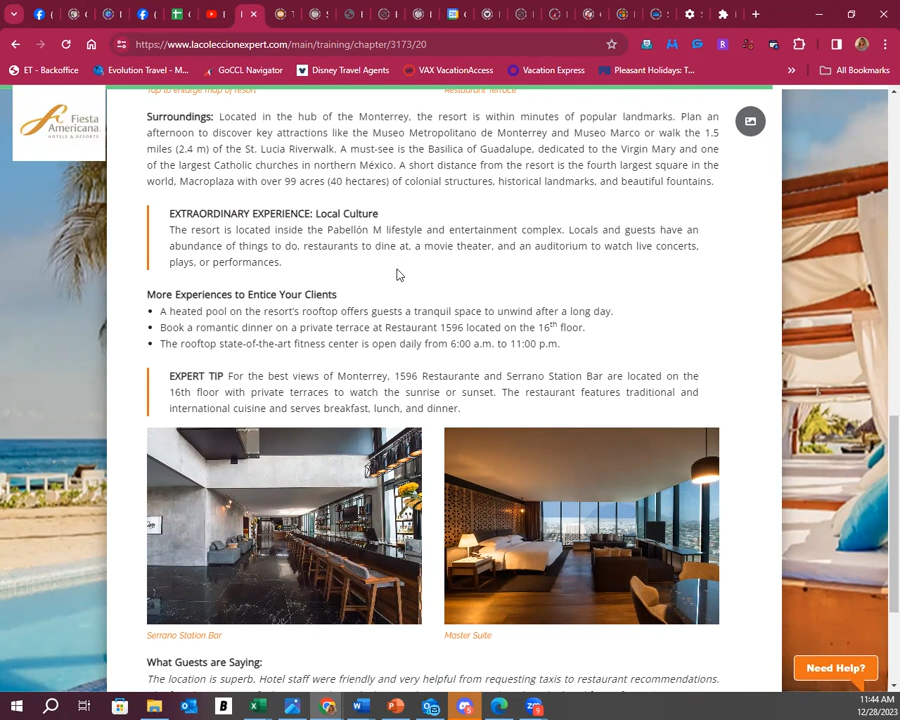 https://www.lacoleccionexpert.com/main/training/chapter/3173/20
ET - Backoffice
Evolution Travel - M...
GoCCL Navigator
Disney Travel Agents
VAX VacationAccess
Vacation Express
Pleasant Holidays: T...
All Bookmarks
Fiesta
Americana
HOTELS & RESORTS
Tap to enlarge map of resort
Restaurant Terrace
Surroundings: Located in the hub of the Monterrey, the resort is within minutes of popular landmarks. Plan an
afternoon to discover key attractions like the Museo Metropolitano de Monterrey and Museo Marco or walk the 1.5
miles (2.4 m) of the St. Lucia Riverwalk. A must-see is the Basilica of Guadalupe, dedicated to the Virgin Mary and one
of the largest Catholic churches in northern México. A short distance from the resort is the fourth largest square in the
world, Macroplaza with over 99 acres (40 hectares) of colonial structures, historical landmarks, and beautiful fountains.
EXTRAORDINARY EXPERIENCE: Local Culture
The resort is located inside the Pabellón M lifestyle and entertainment complex. Locals and guests have an
abundance of things to do, restaurants to dine at, a movie theater, and an auditorium to watch live concerts,
plays, or performances.
More Experiences to Entice Your Clients
• A heated pool on the resort's rooftop offers guests a tranquil space to unwind after a long day.
• Book a romantic dinner on a private terrace at Restaurant 1596 located on the 16th floor.
• The rooftop state-of-the-art fitness center is open daily from 6:00 a.m. to 11:00 p.m.
EXPERT TIP For the best views of Monterrey, 1596 Restaurante and Serrano Station Bar are located on the
16th floor with private terraces to watch the sunrise or sunset. The restaurant features traditional and
international cuisine and serves breakfast, lunch, and dinner.
Serrano Station Bar
Master Suite
What Guests are Saying:
The location is superb. Hotel staff were friendly and very helpful from requesting taxis to restaurant recommendations.
Need Help?
11:44 AM
12/28/2023